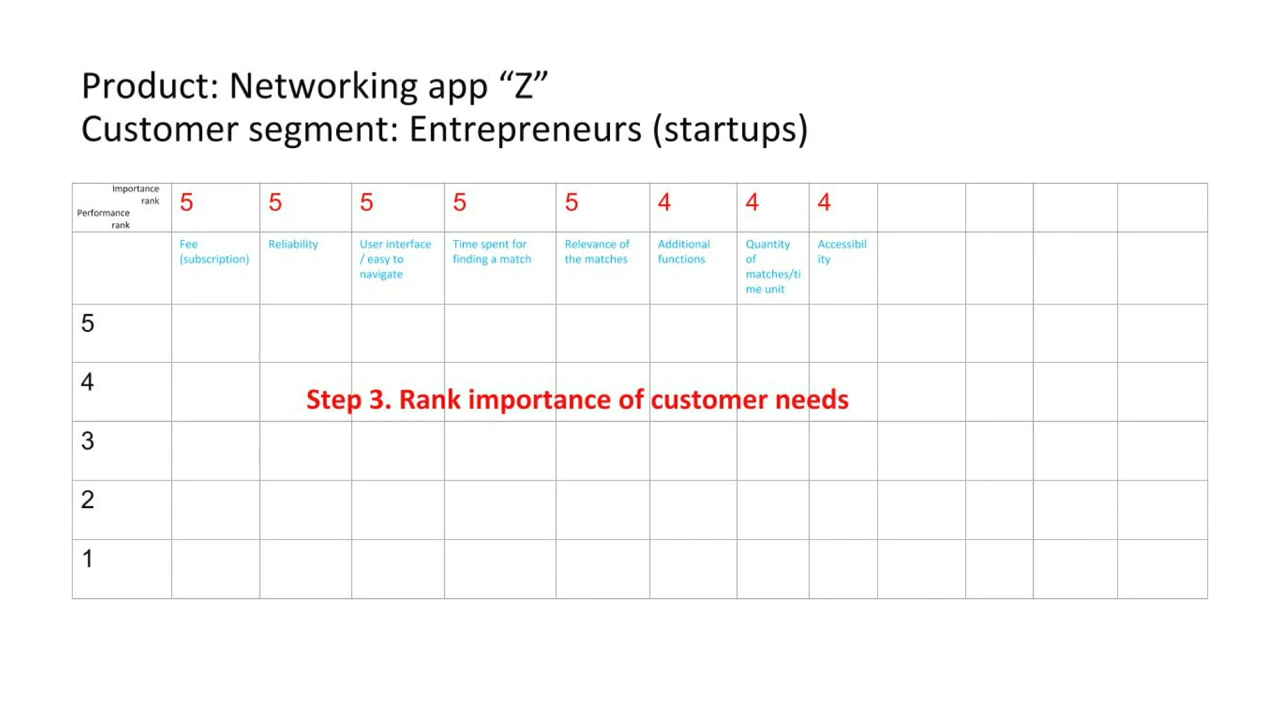 Product: Networking app “Z”
Customer segment: Entrepreneurs (startups)
Importance
rank
Performance
rank
5 5 5 5 5 4 4 4
Fee
(subscription)
Reliability
User interface
/ easy to
navigate
Time spent for
finding a match
Relevance of
the matches
Additional
functions
Quantity
of
matches/ti
me unit
Accessibil
ity
5
4
Step 3. Rank importance of customer needs
3
2
1